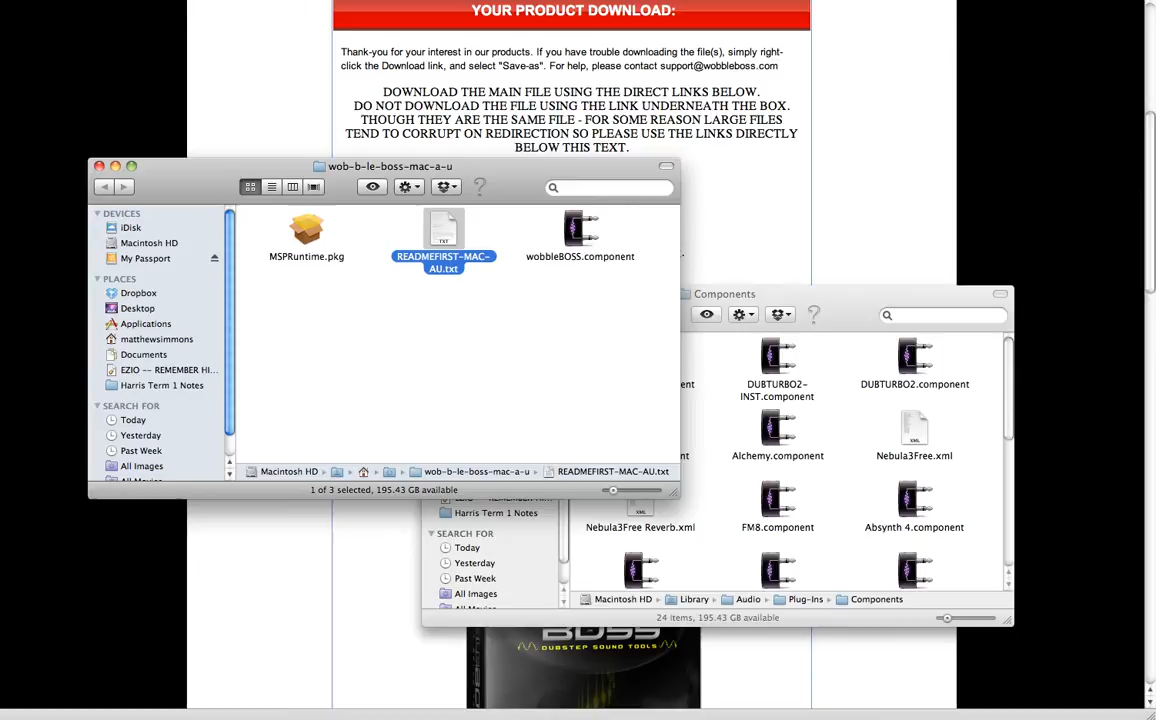 YOUR PRODUCT DOWNLOAD:
Thank-you for your interest in our products. If you have trouble downloading the file(s), simply right-
click the Download link, and select "Save-as". For help, please contact support@wobbleboss.com
DOWNLOAD THE MAIN FILE USING THE DIRECT LINKS BELOW.
DO NOT DOWNLOAD THE FILE USING THE LINK UNDERNEATH THE BOX.
THOUGH THEY ARE THE SAME FILE - FOR SOME REASON LARGE FILES
TEND TO CORRUPT ON REDIRECTION SO PLEASE USE THE LINKS DIRECTLY
BELOW THIS TEXT.
wob-b-le-boss-mac-a-u
DEVICES
iDisk
Macintosh HD
My Passport
PLACES
Dropbox
Desktop
Applications
matthewsimmons
Documents
EZIO -- REMEMBER HI...
Harris Term 1 Notes
SEARCH FOR
Today
Yesterday
Past Week
All Images
MSPRuntime.pkg
TXT
READMEFIRST-MAC-
AU.txt
wobbleBOSS.component
Macintosh HD
wob-b-le-boss-mac-a-u
READMEFIRST-MAC-AU.txt
1 of 3 selected, 195.43 GB available
Components
ent
DUBTURBO2-
INST.component
DUBTURBO2.component
Alchemy.component
XML
Nebula3Free.xml
XML
Nebula3Free Reverb.xml
FM8.component
Absynth 4.component
Harris Term 1 Notes
SEARCH FOR
Today
Yesterday
Past Week
All Images
Macintosh HD
Library
Audio
Plug-Ins
Components
24 items, 195.43 GB available
BOSS
DUBSTEP SOUND TOOLS